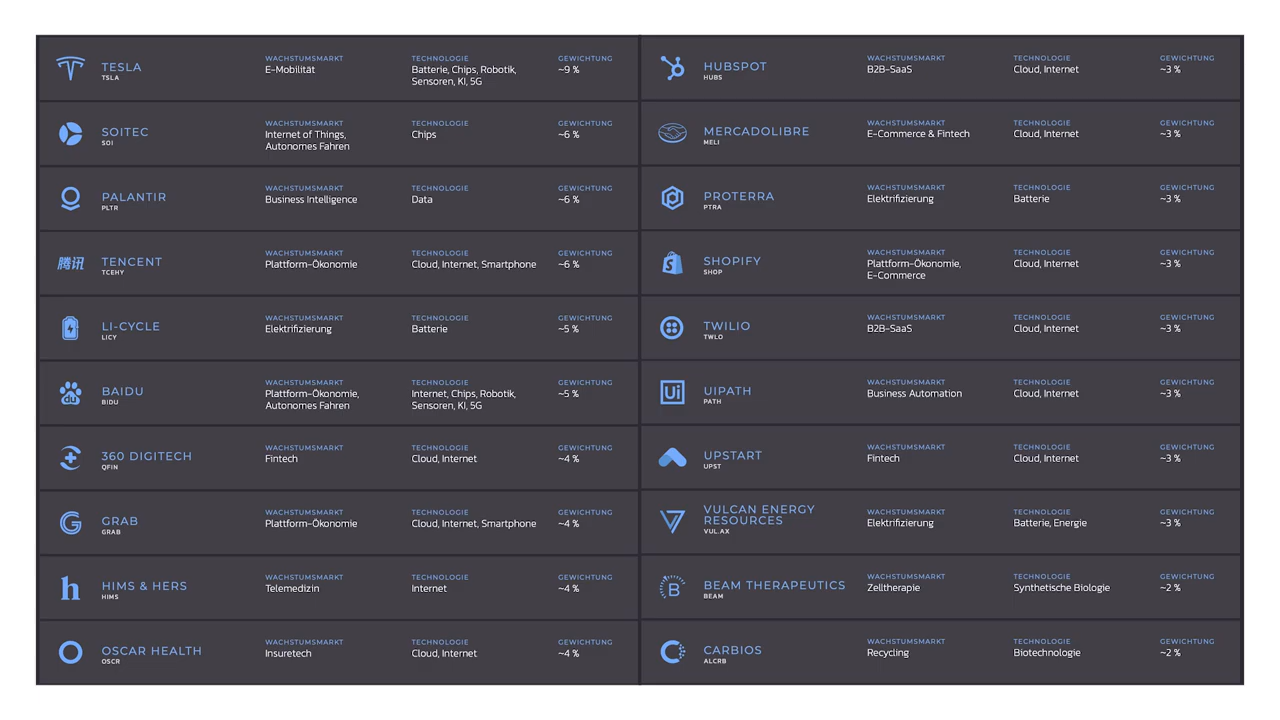 TESLA
TSLA
WACHSTUMSMARKT
E-Mobilität
TECHNOLOGIE
Batterie, Chips, Robotik,
Sensoren, KI, 5G
GEWICHTUNG
~9 %
SOITEC
SOI
WACHSTUMSMARKT
Internet of Things,
Autonomes Fahren
TECHNOLOGIE
Chips
GEWICHTUNG
~6 %
PALANTIR
PLTR
WACHSTUMSMARKT
Business Intelligence
TECHNOLOGIE
Data
GEWICHTUNG
~6 %
腾讯
TENCENT
TCEHY
WACHSTUMSMARKT
Plattform-Ökonomie
TECHNOLOGIE
Cloud, Internet, Smartphone
GEWICHTUNG
~6 %
LI-CYCLE
LICY
WACHSTUMSMARKT
Elektrifizierung
TECHNOLOGIE
Batterie
GEWICHTUNG
~5 %
du
BAIDU
BIDU
WACHSTUMSMARKT
Plattform-Ökonomie,
Autonomes Fahren
TECHNOLOGIE
Internet, Chips, Robotik,
Sensoren, KI, 5G
GEWICHTUNG
~5 %
360 DIGITECH
QFIN
WACHSTUMSMARKT
Fintech
TECHNOLOGIE
Cloud, Internet
GEWICHTUNG
~4 %
G
GRAB
GRAB
WACHSTUMSMARKT
Plattform-Ökonomie
TECHNOLOGIE
Cloud, Internet, Smartphone
GEWICHTUNG
~4 %
h
HIMS & HERS
HIMS
WACHSTUMSMARKT
Telemedizin
TECHNOLOGIE
Internet
GEWICHTUNG
~4 %
OSCAR HEALTH
OSCR
WACHSTUMSMARKT
Insuretech
TECHNOLOGIE
Cloud, Internet
GEWICHTUNG
~4 %
HUBSPOT
HUBS
WACHSTUMSMARKT
B2B-SaaS
TECHNOLOGIE
Cloud, Internet
GEWICHTUNG
~3 %
MERCADOLIBRE
MELI
WACHSTUMSMARKT
E-Commerce & Fintech
TECHNOLOGIE
Cloud, Internet
GEWICHTUNG
~3 %
PROTERRA
PTRA
WACHSTUMSMARKT
Elektrifizierung
TECHNOLOGIE
Batterie
GEWICHTUNG
~3 %
S
SHOPIFY
SHOP
WACHSTUMSMARKT
Plattform-Ökonomie,
E-Commerce
TECHNOLOGIE
Cloud, Internet
GEWICHTUNG
~3 %
TWILIO
TWLO
WACHSTUMSMARKT
B2B-SaaS
TECHNOLOGIE
Cloud, Internet
GEWICHTUNG
~3 %
Ui
UIPATH
PATH
WACHSTUMSMARKT
Business Automation
TECHNOLOGIE
Cloud, Internet
GEWICHTUNG
~3 %
UPSTART
UPST
WACHSTUMSMARKT
Fintech
TECHNOLOGIE
Cloud, Internet
GEWICHTUNG
~3 %
VULCAN ENERGY
RESOURCES
VUL.AX
WACHSTUMSMARKT
Elektrifizierung
TECHNOLOGIE
Batterie, Energie
GEWICHTUNG
~3 %
B
BEAM THERAPEUTICS
BEAM
WACHSTUMSMARKT
Zelltherapie
TECHNOLOGIE
Synthetische Biologie
GEWICHTUNG
~2 %
CARBIOS
ALCRB
WACHSTUMSMARKT
Recycling
TECHNOLOGIE
Biotechnologie
GEWICHTUNG
~2 %